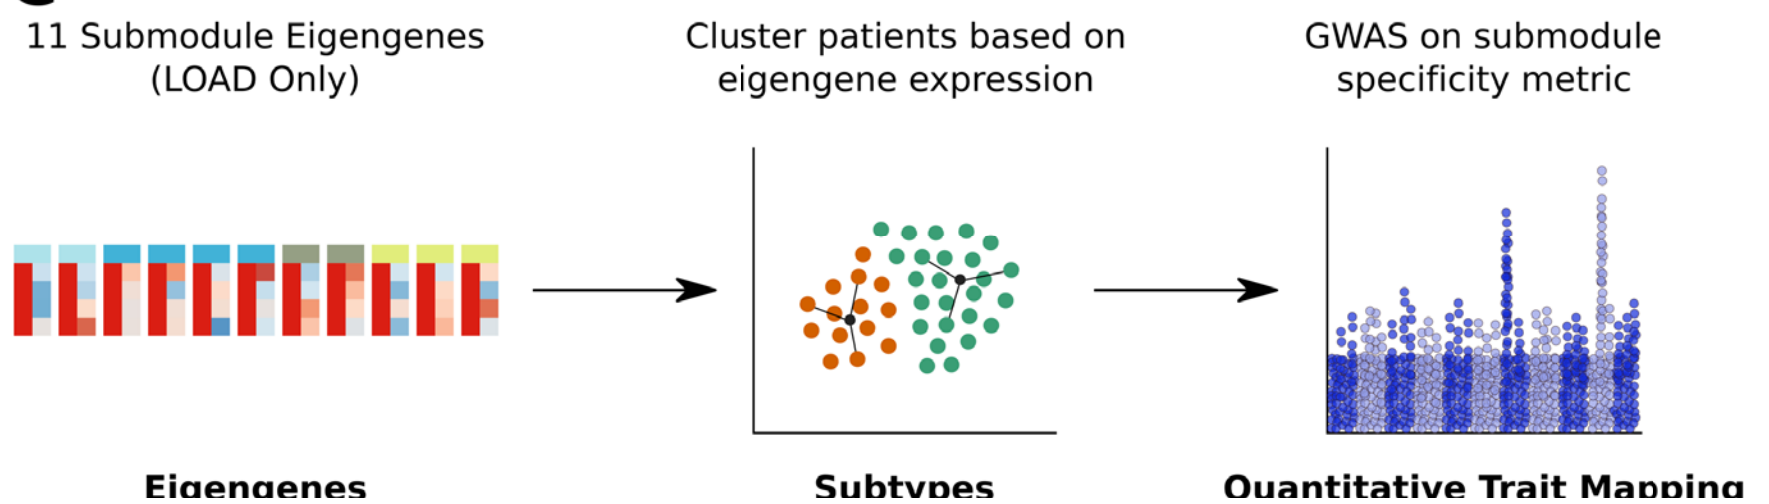 11 Submodule Eigengenes
(LOAD Only)
Cluster patients based on
eigengene expression
GWAS on submodule
specificity metric
Eigengenes
Subtypes
Quantitative Trait Mapping